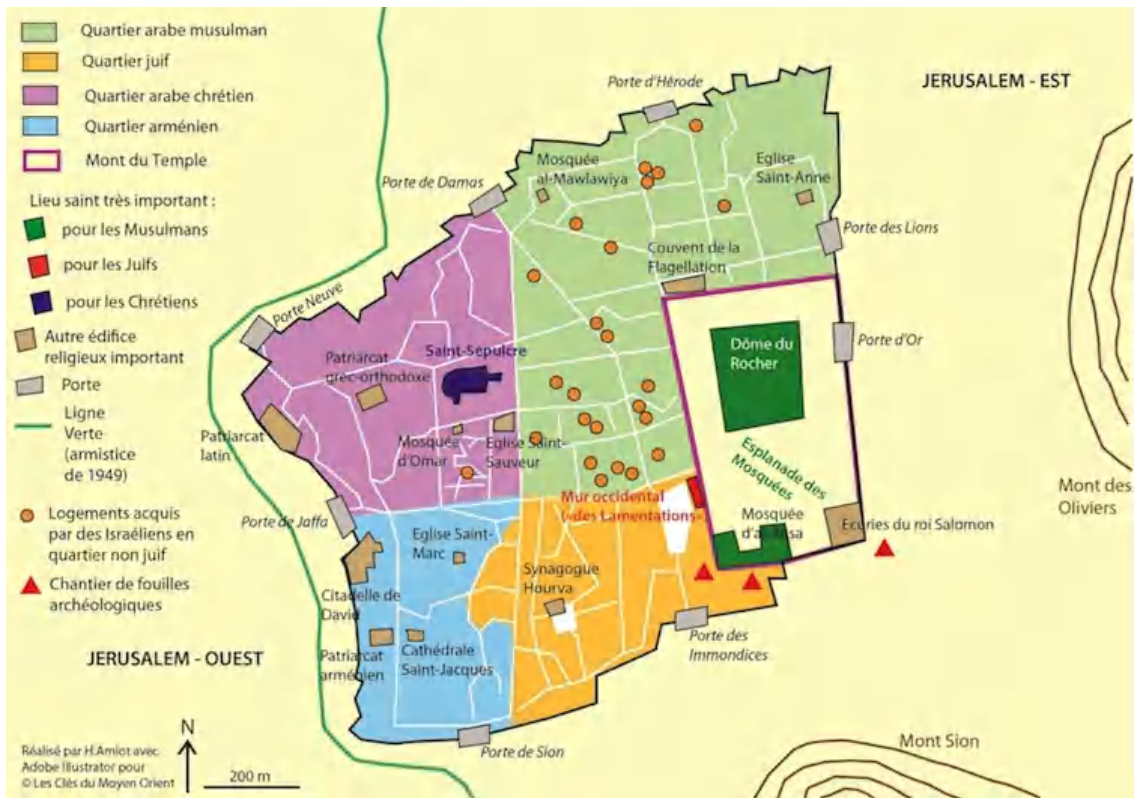 Quartier arabe musulman
Quartier juif
Quartier arabe chrétien
Quartier arménien
Mont du Temple
Lieu saint très important :
pour les Musulmans
pour les Juifs
pour les Chrétiens
Autre édifice
religieux important
Porte
Ligne
Verte
(armistice
de 1949)
Logements acquis
par des Israéliens en
quartier non juif
Chantier de fouilles
archéologiques
JERUSALEM - OUEST
Réalisé par H.Amiot avec
Adobe Illustrator pour
© Les Clés du Moyen Orient
N
200 m
JERUSALEM - EST
Porte d'Hérode
Mosquée
al-Mawlawiya
Eglise
Saint-Anne
Porte de Damas
Porte des Lions
Couvent de la
Flagellation
Porte Neuve
Porte d'Or
Dôme du
Rocher
Saint-Sépulcre
Patriarcat
grec-orthodoxe
Patriarcat
latin
Mosquée
d'Omar
Eglise Saint-
Sauveur
Esplanade des
Mosquées
Mont des
Oliviers
Mur occidental
(«des Lamentations»)
Porte de Jaffa
Mosquée
d'al-Aqsa
Ecuries du roi Salomon
Eglise Saint-
Marc
Synagogue
Hourva
Citadelle de
David
Patriarcat
arménien
Cathédrale
Saint-Jacques
Porte des
Immondices
Porte de Sion
Mont Sion